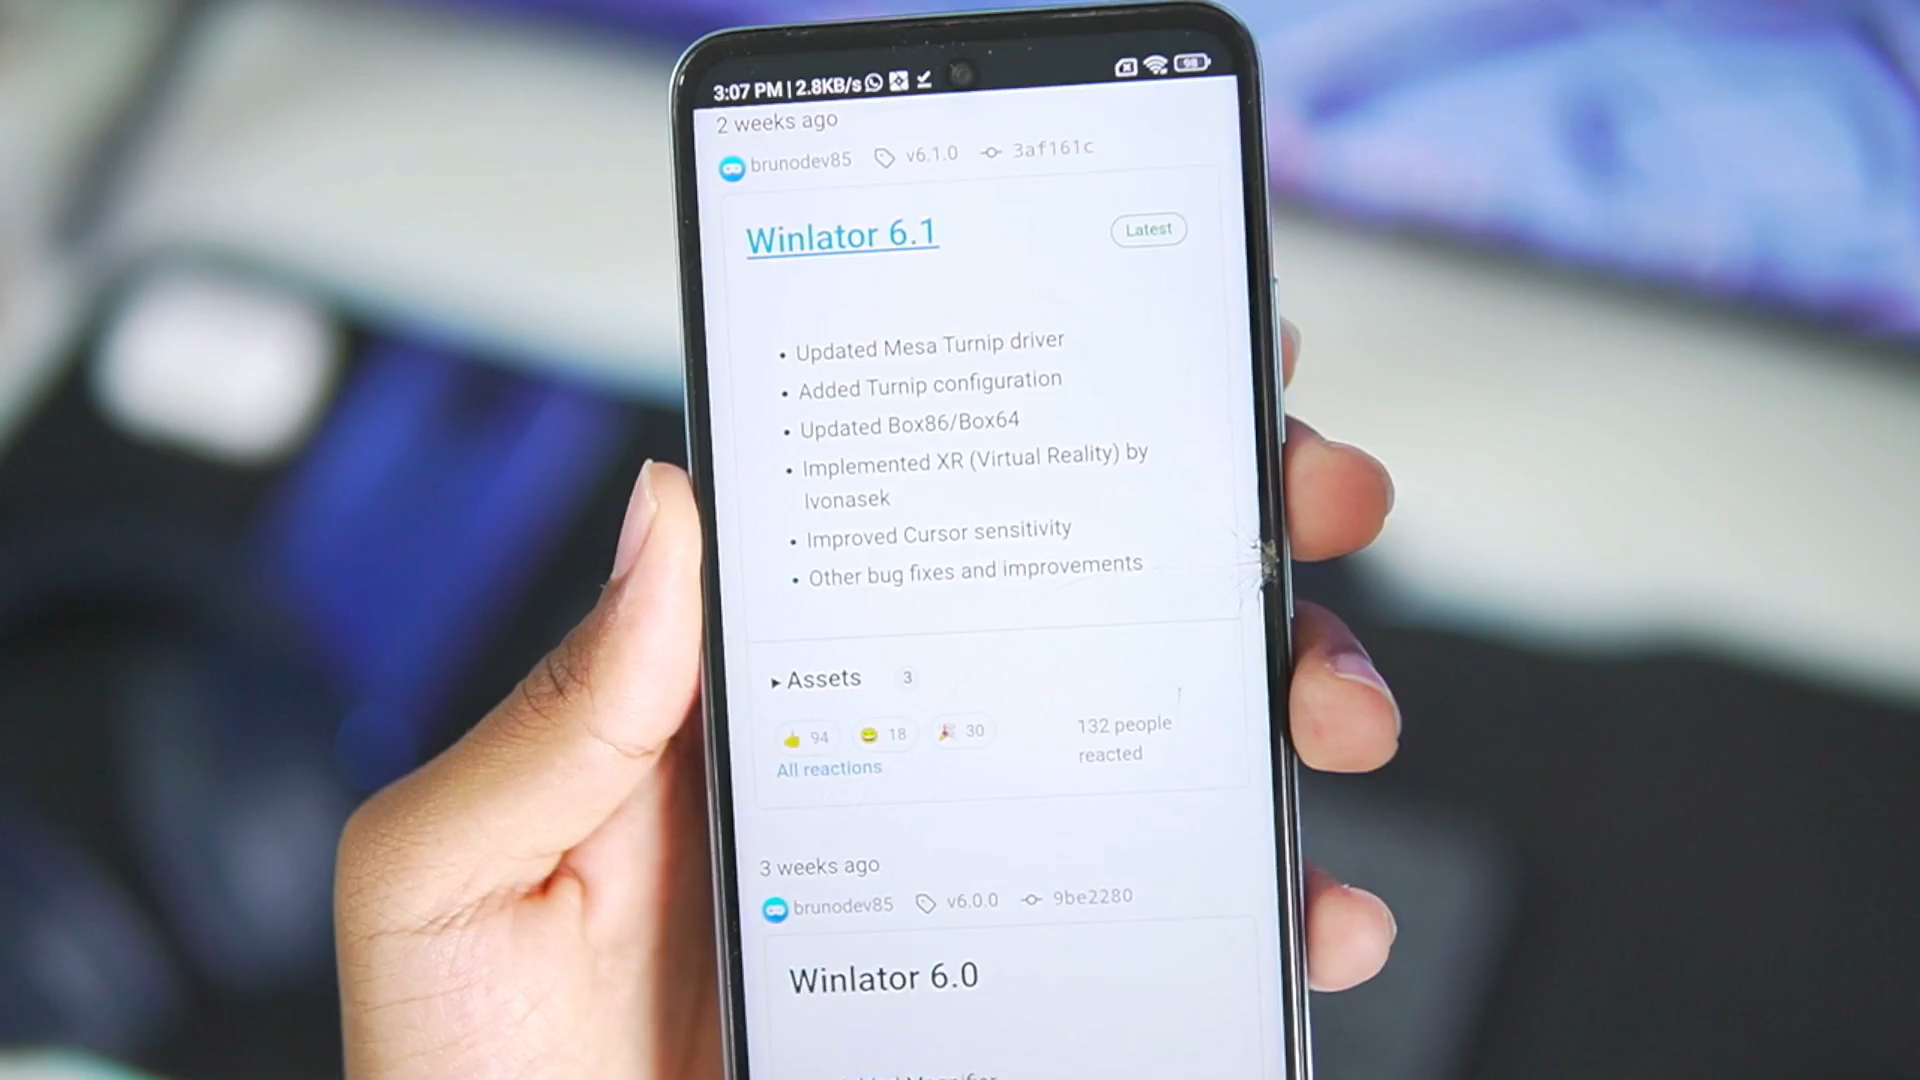 3:07 PM | 2.8KB/s
98
2 weeks ago
brunodev85 v6.1.0 3af161c
Winlator 6.1
Latest
• Updated Mesa Turnip driver
• Added Turnip configuration
• Updated Box86/Box64
• Implemented XR (Virtual Reality) by
lvonasek
• Improved Cursor sensitivity
• Other bug fixes and improvements
Assets 3
94 18 30
132 people
reacted
All reactions
3 weeks ago
brunodev85 v6.0.0 9be2280
Winlator 6.0